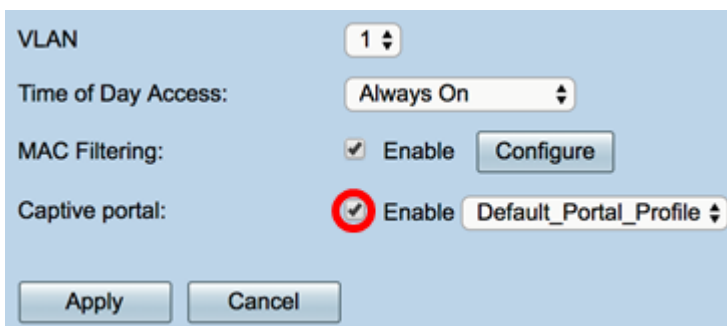 VLAN 1
Time of Day Access: Always On
MAC Filtering: Enable Configure
Captive portal: Enable Default_Portal_Profile
Apply Cancel